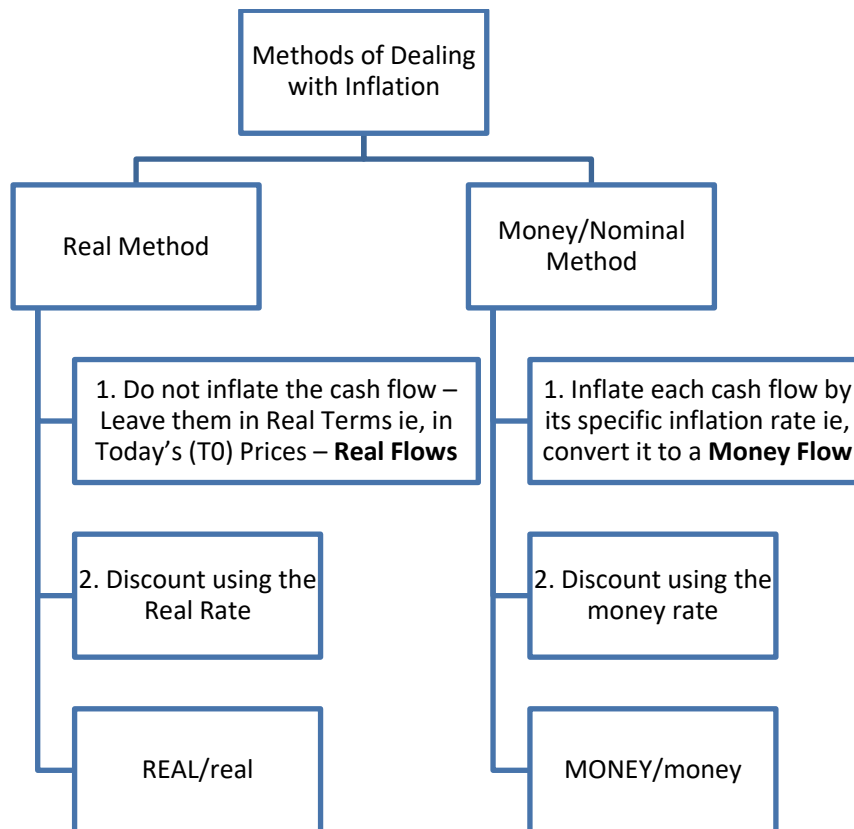 Methods of Dealing
with Inflation
Real Method
Money/Nominal
Method
1. Do not inflate the cash flow –
Leave them in Real Terms ie, in
Today's (T0) Prices – Real Flows
1. Inflate each cash flow by
its specific inflation rate ie,
convert it to a Money Flow
2. Discount using the
Real Rate
2. Discount using the
money rate
REAL/real
MONEY/money